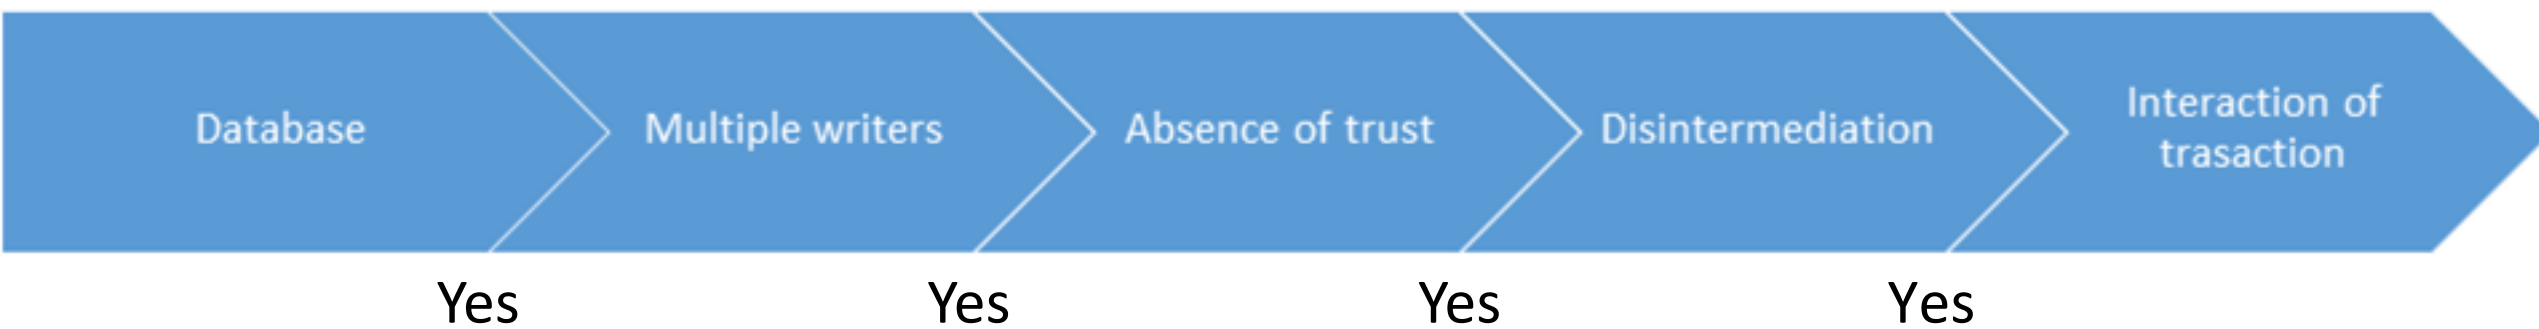 Database
Multiple writers
Absence of trust
Disintermediation
Interaction of
trasaction
Yes
Yes
Yes
Yes